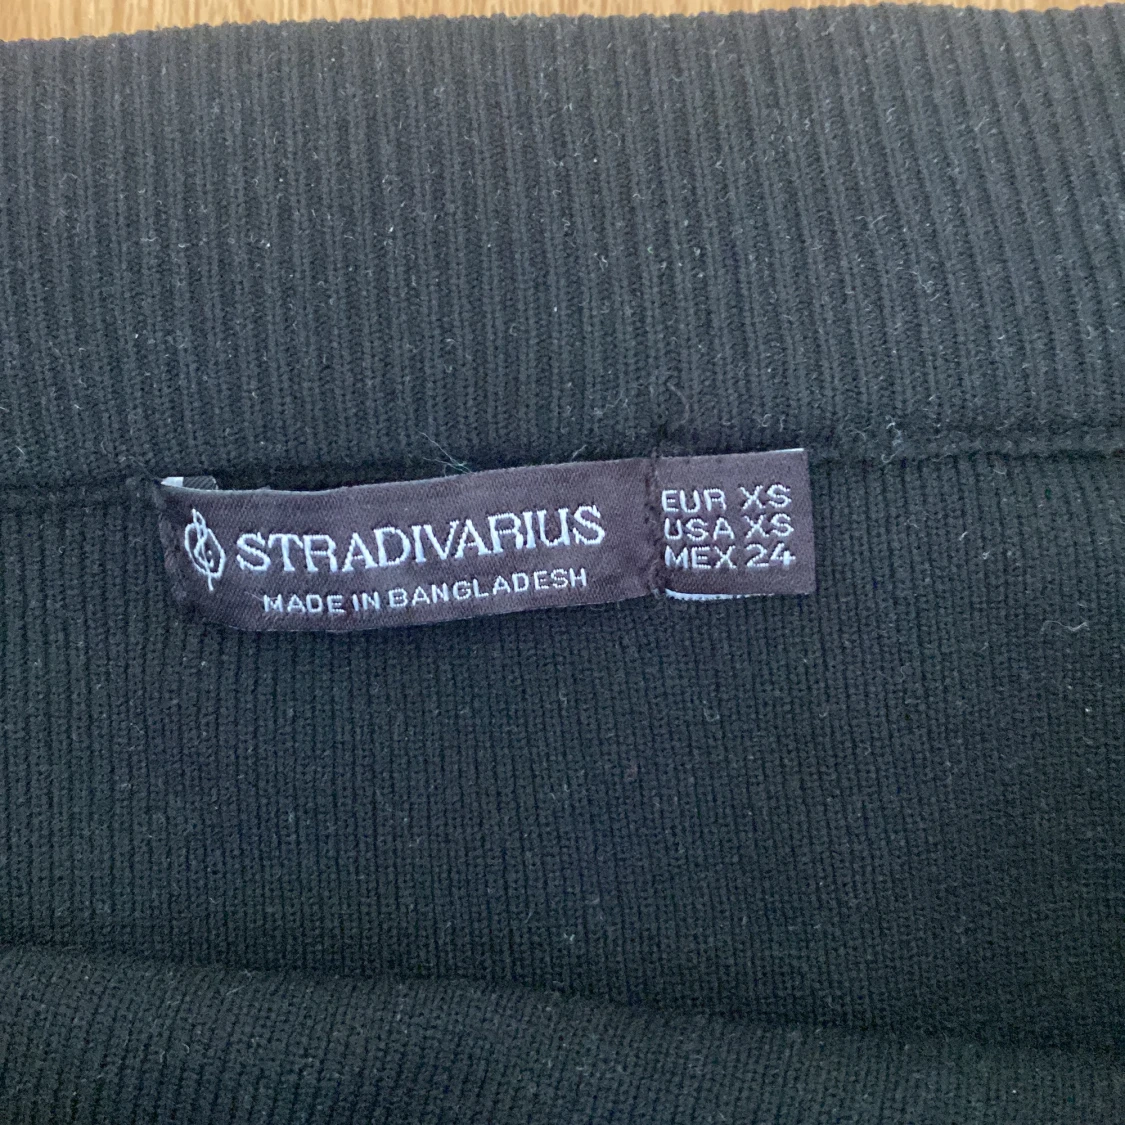 STRADIVARIUS
MADE IN BANGLADESH
EUR XS
USA XS
MEX 24